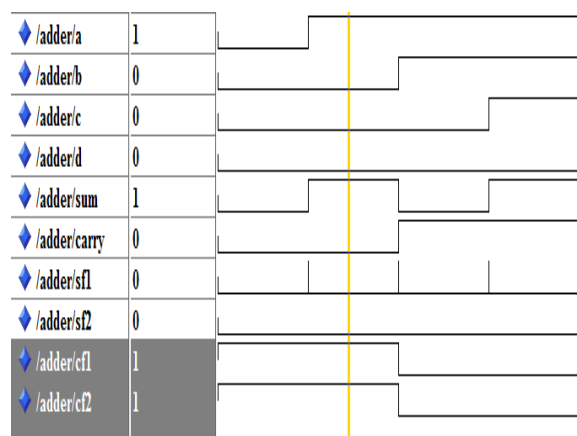 /adder/a 1
/adder/b 0
/adder/c 0
/adder/d 0
/adder/sum 1
/adder/carry 0
/adder/sf1 0
/adder/sf2 0
/adder/cf1 1
/adder/cf2 1